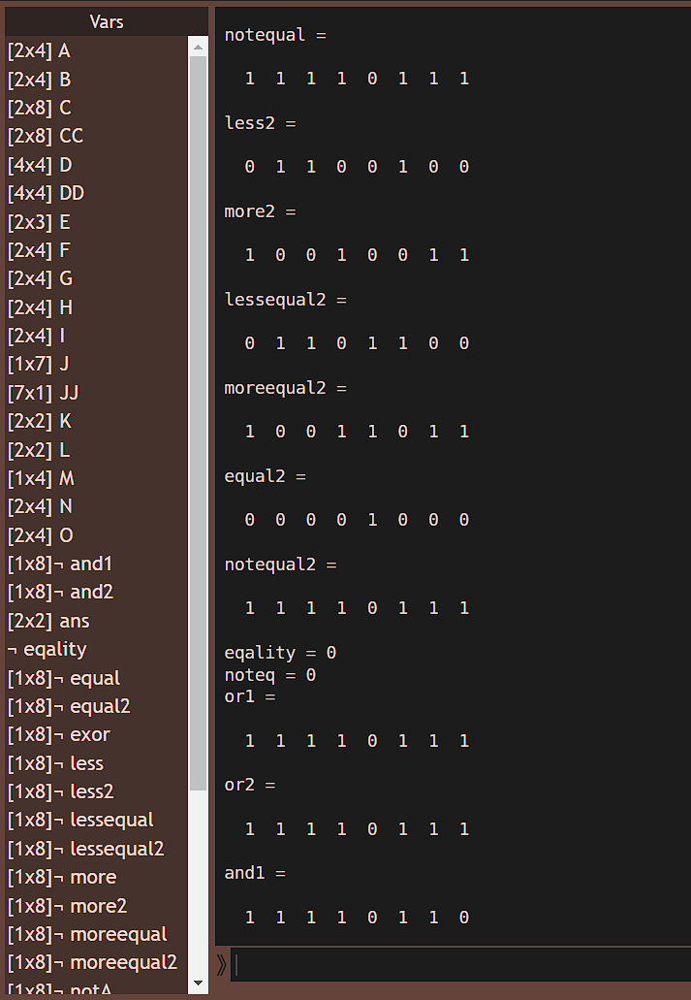 Vars
[2x4] A
[2x4] B
[2x8] C
[2x8] CC
[4x4] D
[4x4] DD
[2x3] E
[2x4] F
[2x4] G
[2x4] H
[2x4] I
[1x7] J
[7x1] JJ
[2x2] K
[2x2] L
[1x4] M
[2x4] N
[2x4] O
[1x8]¬ and1
[1x8]¬ and2
[2x2] ans
¬ eqality
[1x8]¬ equal
[1x8]¬ equal2
[1x8]¬ exor
[1x8]¬ less
[1x8]¬ less2
[1x8]¬ lessequal
[1x8]¬ lessequal2
[1x8]¬ more
[1x8]¬ more2
[1x8]¬ moreequal
[1x8]¬ moreequal2
[1x8]¬ notA
notequal =
1 1 1 1 0 1 1 1
less2 =
0 1 1 0 0 1 0 0
more2 =
1 0 0 1 0 0 1 1
lessequal2 =
0 1 1 0 1 1 0 0
moreequal2 =
1 0 0 1 1 0 1 1
equal2 =
0 0 0 0 1 0 0 0
notequal2 =
1 1 1 1 0 1 1 1
eqality = 0
noteq = 0
or1 =
1 1 1 1 0 1 1 1
or2 =
1 1 1 1 0 1 1 1
and1 =
1 1 1 1 0 1 1 0
»